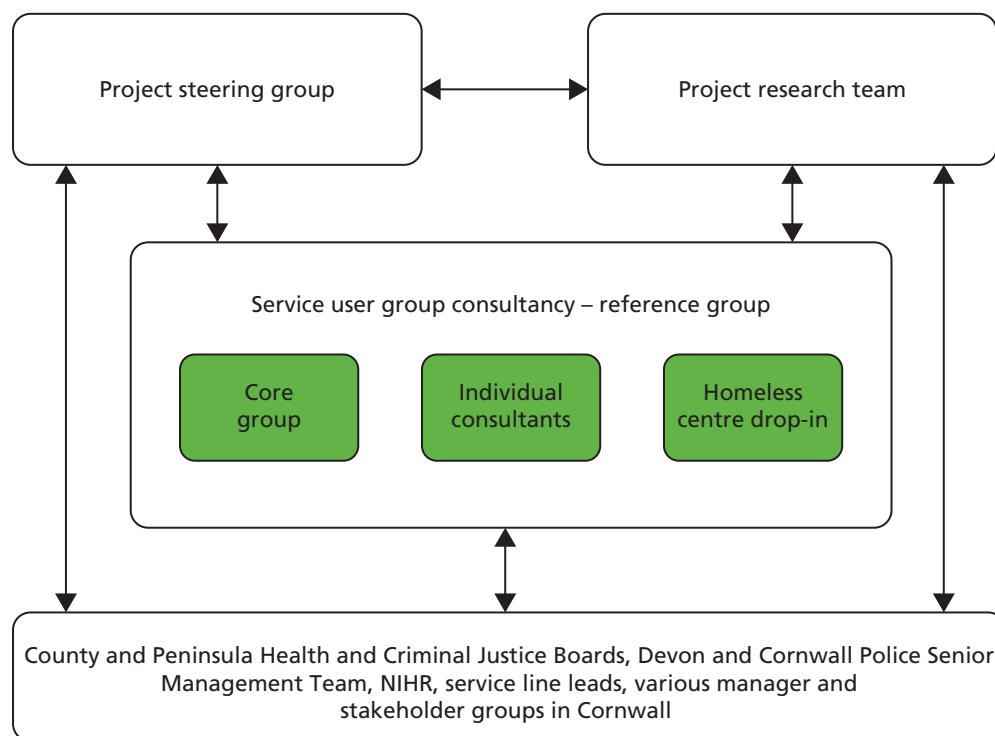 Project steering group
Project research team
Service user group consultancy – reference group
Core
group
Individual
consultants
Homeless
centre drop-in
County and Peninsula Health and Criminal Justice Boards, Devon and Cornwall Police Senior
Management Team, NIHR, service line leads, various manager and
stakeholder groups in Cornwall